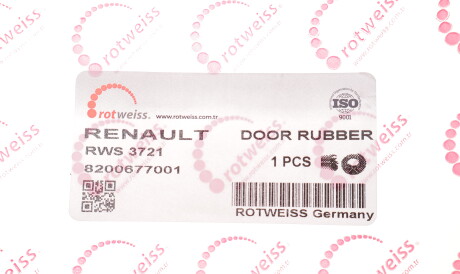 rotweiss.
www.rotweiss.com.tr
ISO
9001
RENAULT
DOOR RUBBER
RWS 3721
1 PCS
8200677001
ROTWEISS Germany